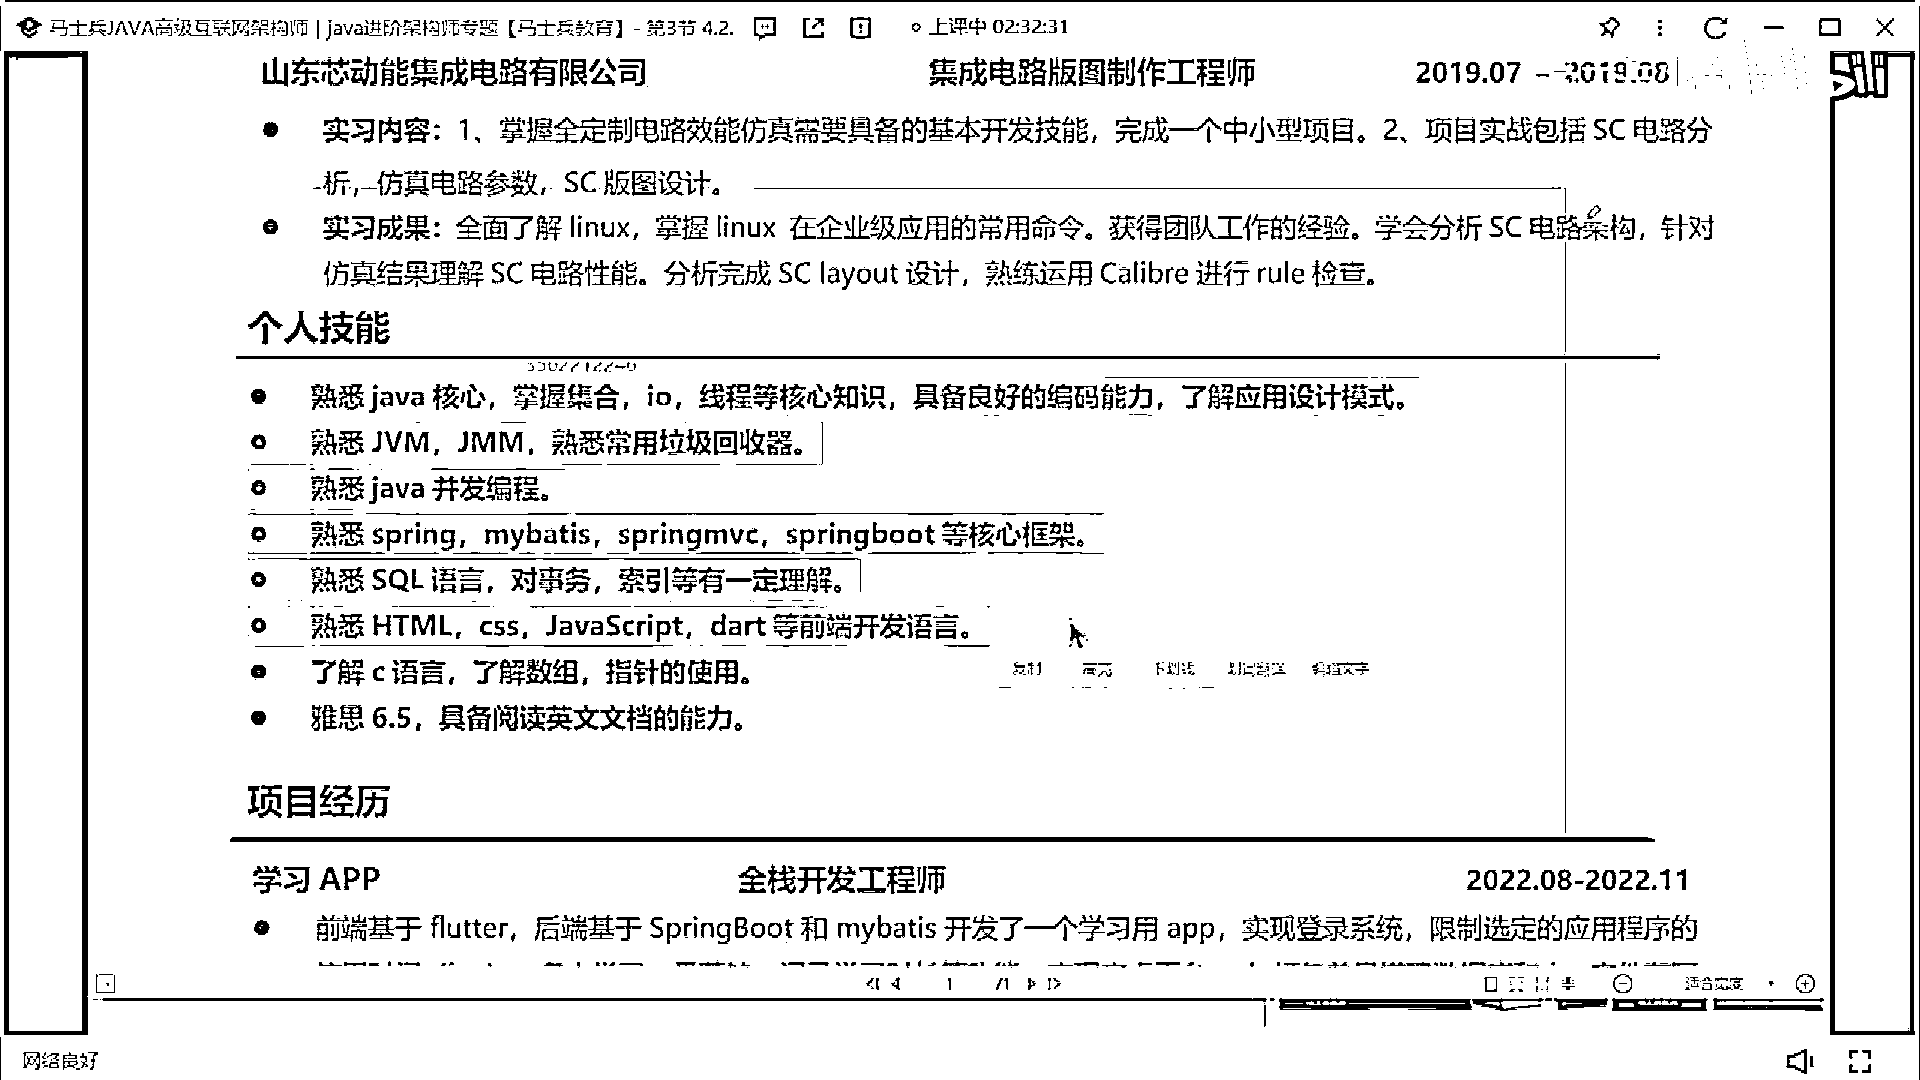 马士兵JAVA高级互联网架构师 | java进阶架构师专题【马士兵教育】- 第3节 4.2. 上课中 02:32:31
山东芯动能集成电路有限公司 集成电路版图制作工程师 2019.07 --2019.08
● 实习内容：1、掌握全定制电路效能仿真需要具备的基本开发技能，完成一个中小型项目。2、项目实战包括 SC 电路分
析，仿真电路参数，SC 版图设计。
● 实习成果：全面了解 linux，掌握 linux 在企业级应用的常用命令。获得团队工作的经验。学会分析 SC 电路架构，针对
仿真结果理解 SC 电路性能。分析完成 SC layout 设计，熟练运用 Calibre 进行 rule 检查。
个人技能
● 熟悉 java 核心，掌握集合，io，线程等核心知识，具备良好的编码能力，了解应用设计模式。
● 熟悉 JVM，JMM，熟悉常用垃圾回收器。
● 熟悉 java 并发编程。
● 熟悉 spring，mybatis，springmvc，springboot 等核心框架。
● 熟悉 SQL 语言，对事务，索引等有一定理解。
● 熟悉 HTML，css，JavaScript，dart 等前端开发语言。
● 了解 c 语言，了解数组，指针的使用。
● 雅思 6.5，具备阅读英文文档的能力。
项目经历
学习 APP 全栈开发工程师 2022.08-2022.11
● 前端基于 flutter，后端基于 SpringBoot 和 mybatis 开发了一个学习用 app，实现登录系统，限制选定的应用程序的
1 /1 适合宽度
网络良好